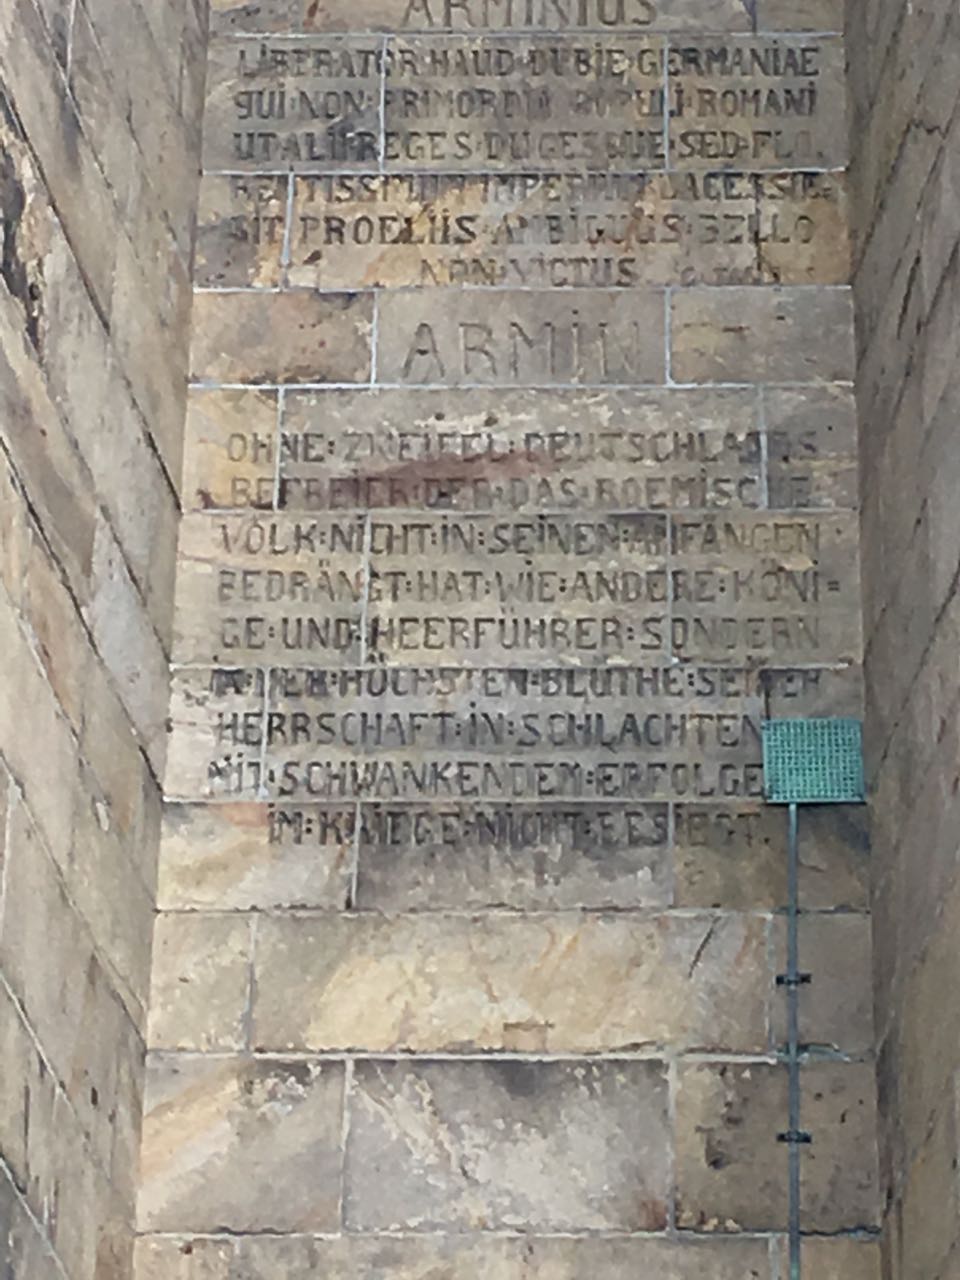 ARMINIUS
LIBERATOR·HAUD·DUBIE·GERMANIAE
QUI·NON·PRIMORDIA POPULI·ROMANI
UT·ALII·REGES·DUCESQUE·SED·FLO=
RENTISSIMUM IMPERIUM LACESSIE=
RIT PROELIIS·AMBIGUUS·BELLO
NON·VICTUS C. TACITUS
ARMIN
OHNE:ZWEIFEL:DEUTSCHLANDS
BEFREIER:DER:DAS:ROEMISCHE
VOLK:NICHT:IN:SEINEN:ANFÄNGEN
BEDRÄNGT:HAT:WIE:ANDERE:KÖNI=
GE:UND:HEERFÜHRER:SONDERN
IN:DER:HÖCHSTEN:BLÜTHE:SEINER
HERRSCHAFT:IN:SCHLACHTEN
MIT:SCHWANKENDEM:ERFOLGE
IM:KRIEGE:NICHT:BESIEGT.